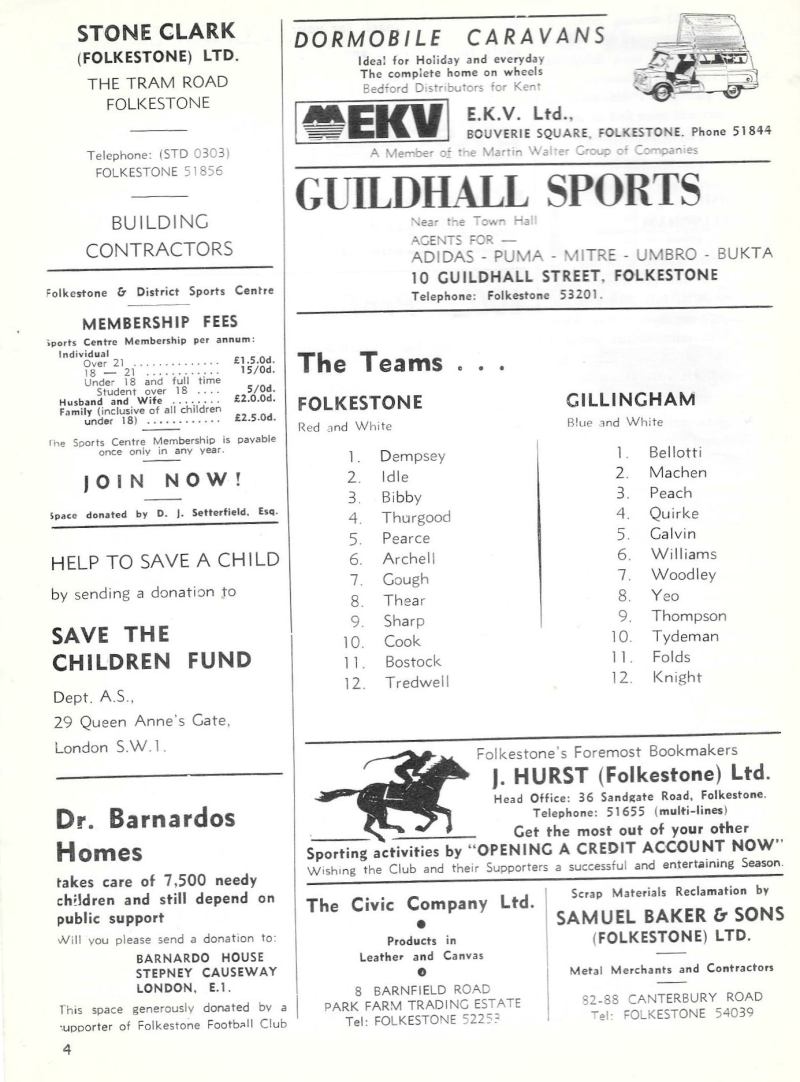 STONE CLARK
(FOLKESTONE) LTD.
THE TRAM ROAD
FOLKESTONE
Telephone: (STD 0303)
FOLKESTONE 51856
BUILDING
CONTRACTORS
Folkestone & District Sports Centre
MEMBERSHIP FEES
Sports Centre Membership per annum:
Individual
Over 21 .............. £1.5.0d.
18 — 21 ............ 15/0d.
Under 18 and full time
Student over 18 .... 5/0d.
Husband and Wife ........ £2.0.0d.
Family (inclusive of all children
under 18) ........... £2.5.0d.
The Sports Centre Membership is payable
once only in any year.
JOIN NOW!
Space donated by D. J. Setterfield, Esq.
HELP TO SAVE A CHILD
by sending a donation to
SAVE THE
CHILDREN FUND
Dept. A.S.,
29 Queen Anne's Gate,
London S.W.1.
Dr. Barnardos
Homes
takes care of 7,500 needy
children and still depend on
public support
Will you please send a donation to:
BARNARDO HOUSE
STEPNEY CAUSEWAY
LONDON, E.1.
This space generously donated by a
supporter of Folkestone Football Club
4
DORMOBILE CARAVANS
Ideal for Holiday and everyday
The complete home on wheels
Bedford Distributors for Kent
EKV
E.K.V. Ltd.,
BOUVERIE SQUARE, FOLKESTONE. Phone 51844
A Member of the Martin Walter Group of Companies
GUILDHALL SPORTS
Near the Town Hall
AGENTS FOR —
ADIDAS - PUMA - MITRE - UMBRO - BUKTA
10 GUILDHALL STREET, FOLKESTONE
Telephone: Folkestone 53201.
The Teams . . .
FOLKESTONE
Red and White
1. Dempsey
2. Idle
3. Bibby
4. Thurgood
5. Pearce
6. Archell
7. Gough
8. Thear
9. Sharp
10. Cook
11. Bostock
12. Tredwell
GILLINGHAM
Blue and White
1. Bellotti
2. Machen
3. Peach
4. Quirke
5. Galvin
6. Williams
7. Woodley
8. Yeo
9. Thompson
10. Tydeman
11. Folds
12. Knight
Folkestone's Foremost Bookmakers
J. HURST (Folkestone) Ltd.
Head Office: 36 Sandgate Road, Folkestone.
Telephone: 51655 (multi-lines)
Get the most out of your other
Sporting activities by "OPENING A CREDIT ACCOUNT NOW"
Wishing the Club and their Supporters a successful and entertaining Season.
The Civic Company Ltd.
Products in
Leather and Canvas
8 BARNFIELD ROAD
PARK FARM TRADING ESTATE
Tel: FOLKESTONE 52253
Scrap Materials Reclamation by
SAMUEL BAKER & SONS
(FOLKESTONE) LTD.
Metal Merchants and Contractors
82-88 CANTERBURY ROAD
Tel: FOLKESTONE 54039